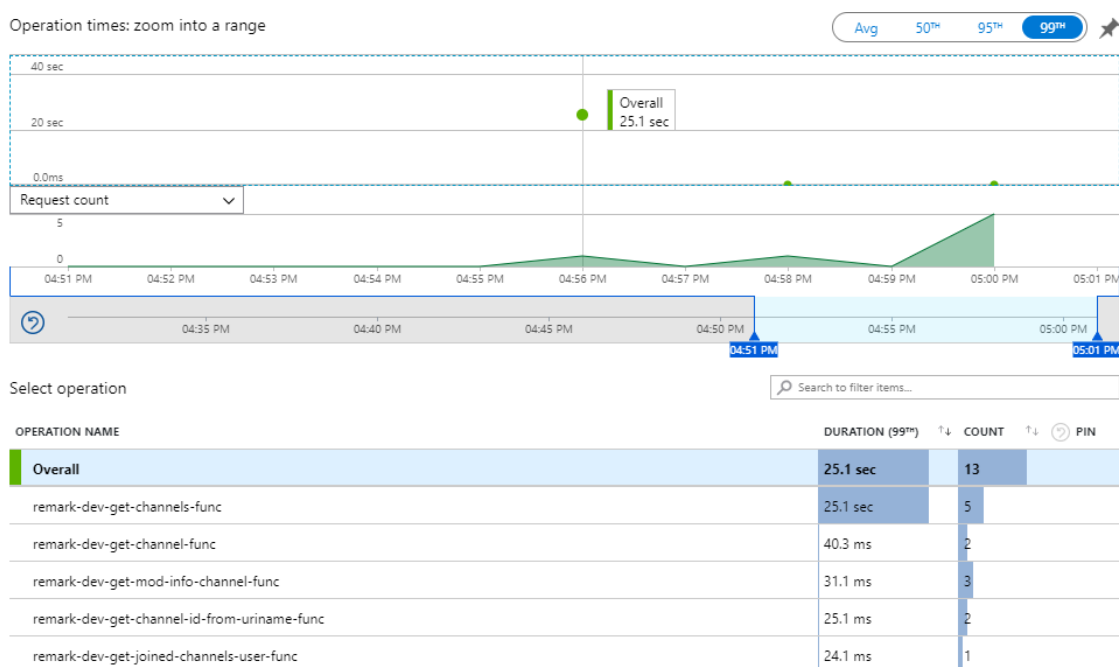 Operation times: zoom into a range
Avg 50TH 95TH 99TH
40 sec
Overall
25.1 sec
20 sec
0.0ms
Request count
5
0
04:51 PM 04:52 PM 04:53 PM 04:54 PM 04:55 PM 04:56 PM 04:57 PM 04:58 PM 04:59 PM 05:00 PM 05:01 PM
04:35 PM 04:40 PM 04:45 PM 04:50 PM 04:55 PM 05:00 PM
04:51 PM 05:01 PM
Select operation Search to filter items...
OPERATION NAME DURATION (99TH) ↑↓ COUNT ↑↓ PIN
Overall 25.1 sec 13
remark-dev-get-channels-func 25.1 sec 5
remark-dev-get-channel-func 40.3 ms 2
remark-dev-get-mod-info-channel-func 31.1 ms 3
remark-dev-get-channel-id-from-uriname-func 25.1 ms 2
remark-dev-get-joined-channels-user-func 24.1 ms 1